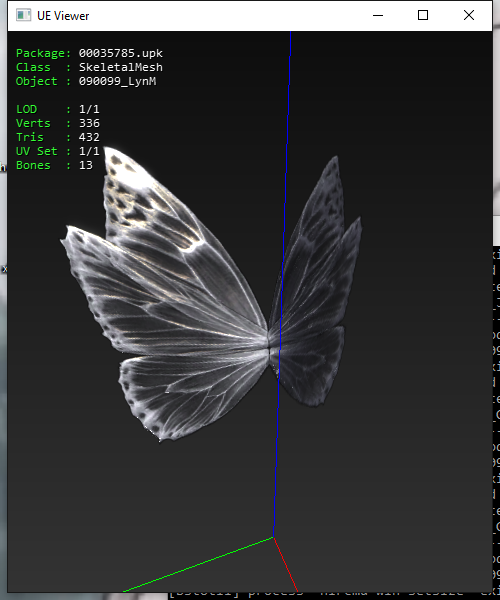 UE Viewer
Package: 00035785.upk
Class : SkeletalMesh
Object : 090099_LynM
LOD : 1/1
Verts : 336
Tris : 432
UV Set : 1/1
Bones : 13